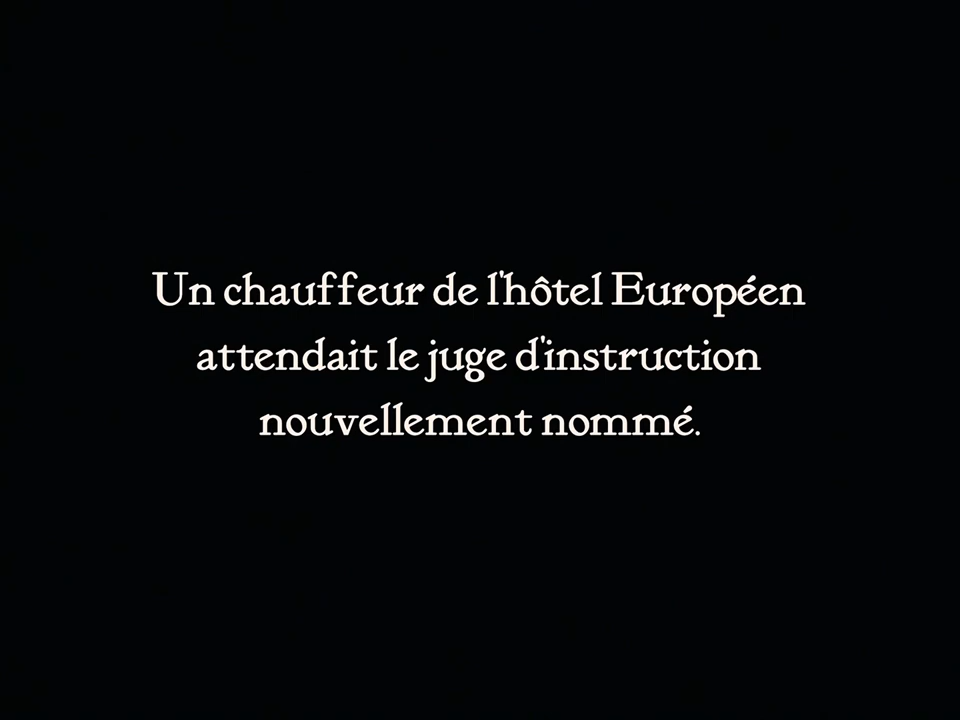 Un chauffeur de l'hôtel Européen
attendait le juge d'instruction
nouvellement nommé.